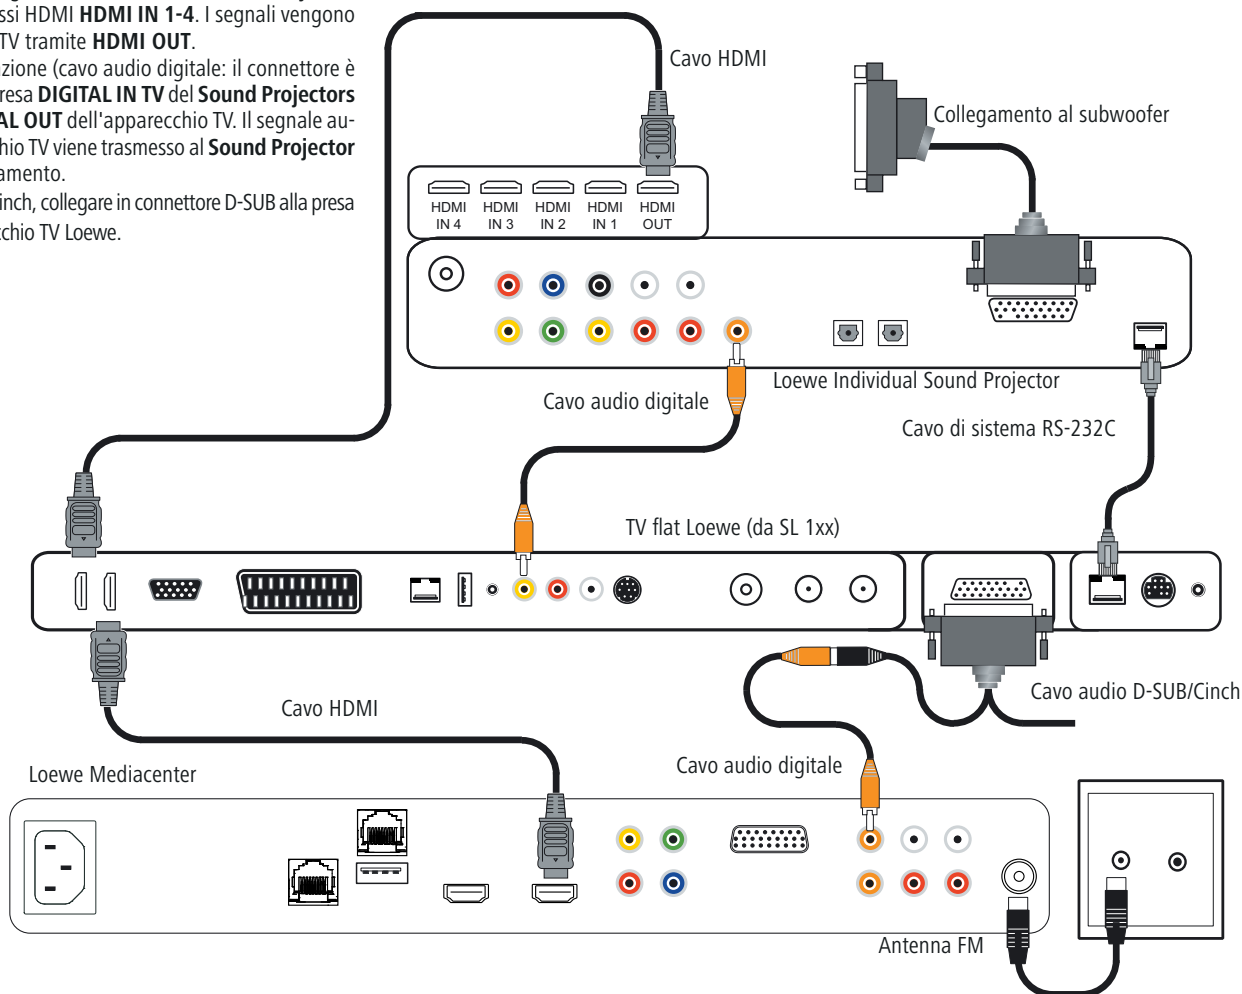 ssi HDMI HDMI IN 1-4. I segnali vengono
TV tramite HDMI OUT.
zione (cavo audio digitale: il connettore è
resa DIGITAL IN TV del Sound Projectors
AL OUT dell'apparecchio TV. Il segnale au-
hio TV viene trasmesso al Sound Projector
amento.
inch, collegare in connettore D-SUB alla presa
chio TV Loewe.
Cavo HDMI
Collegamento al subwoofer
HDMI IN 4
HDMI IN 3
HDMI IN 2
HDMI IN 1
HDMI OUT
Loewe Individual Sound Projector
Cavo audio digitale
Cavo di sistema RS-232C
TV flat Loewe (da SL 1xx)
Cavo audio D-SUB/Cinch
Cavo HDMI
Cavo audio digitale
Loewe Mediacenter
Antenna FM